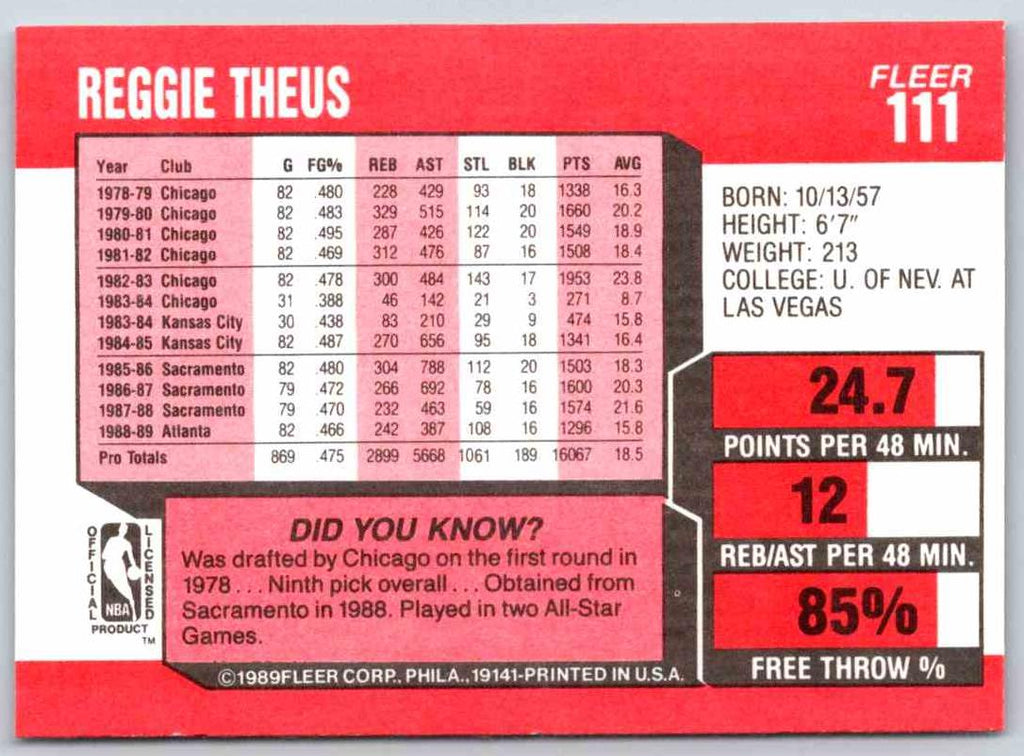 REGGIE THEUS
FLEER
111
Year Club G FG% REB AST STL BLK PTS AVG
1978-79 Chicago 82 .480 228 429 93 18 1338 16.3
1979-80 Chicago 82 .483 329 515 114 20 1660 20.2
1980-81 Chicago 82 .495 287 426 122 20 1549 18.9
1981-82 Chicago 82 .469 312 476 87 16 1508 18.4
1982-83 Chicago 82 .478 300 484 143 17 1953 23.8
1983-84 Chicago 31 .388 46 142 21 3 271 8.7
1983-84 Kansas City 30 .438 83 210 29 9 474 15.8
1984-85 Kansas City 82 .487 270 656 95 18 1341 16.4
1985-86 Sacramento 82 .480 304 788 112 20 1503 18.3
1986-87 Sacramento 79 .472 266 692 78 16 1600 20.3
1987-88 Sacramento 79 .470 232 463 59 16 1574 21.6
1988-89 Atlanta 82 .466 242 387 108 16 1296 15.8
Pro Totals 869 .475 2899 5668 1061 189 16067 18.5
BORN: 10/13/57
HEIGHT: 6'7"
WEIGHT: 213
COLLEGE: U. OF NEV. AT
LAS VEGAS
24.7
POINTS PER 48 MIN.
12
REB/AST PER 48 MIN.
85%
FREE THROW %
DID YOU KNOW?
Was drafted by Chicago on the first round in
1978 . . . Ninth pick overall . . . Obtained from
Sacramento in 1988. Played in two All-Star
Games.
OFFICIAL
LICENSED
NBA
PRODUCT
TM
©1989FLEER CORP., PHILA., 19141-PRINTED IN U.S.A.